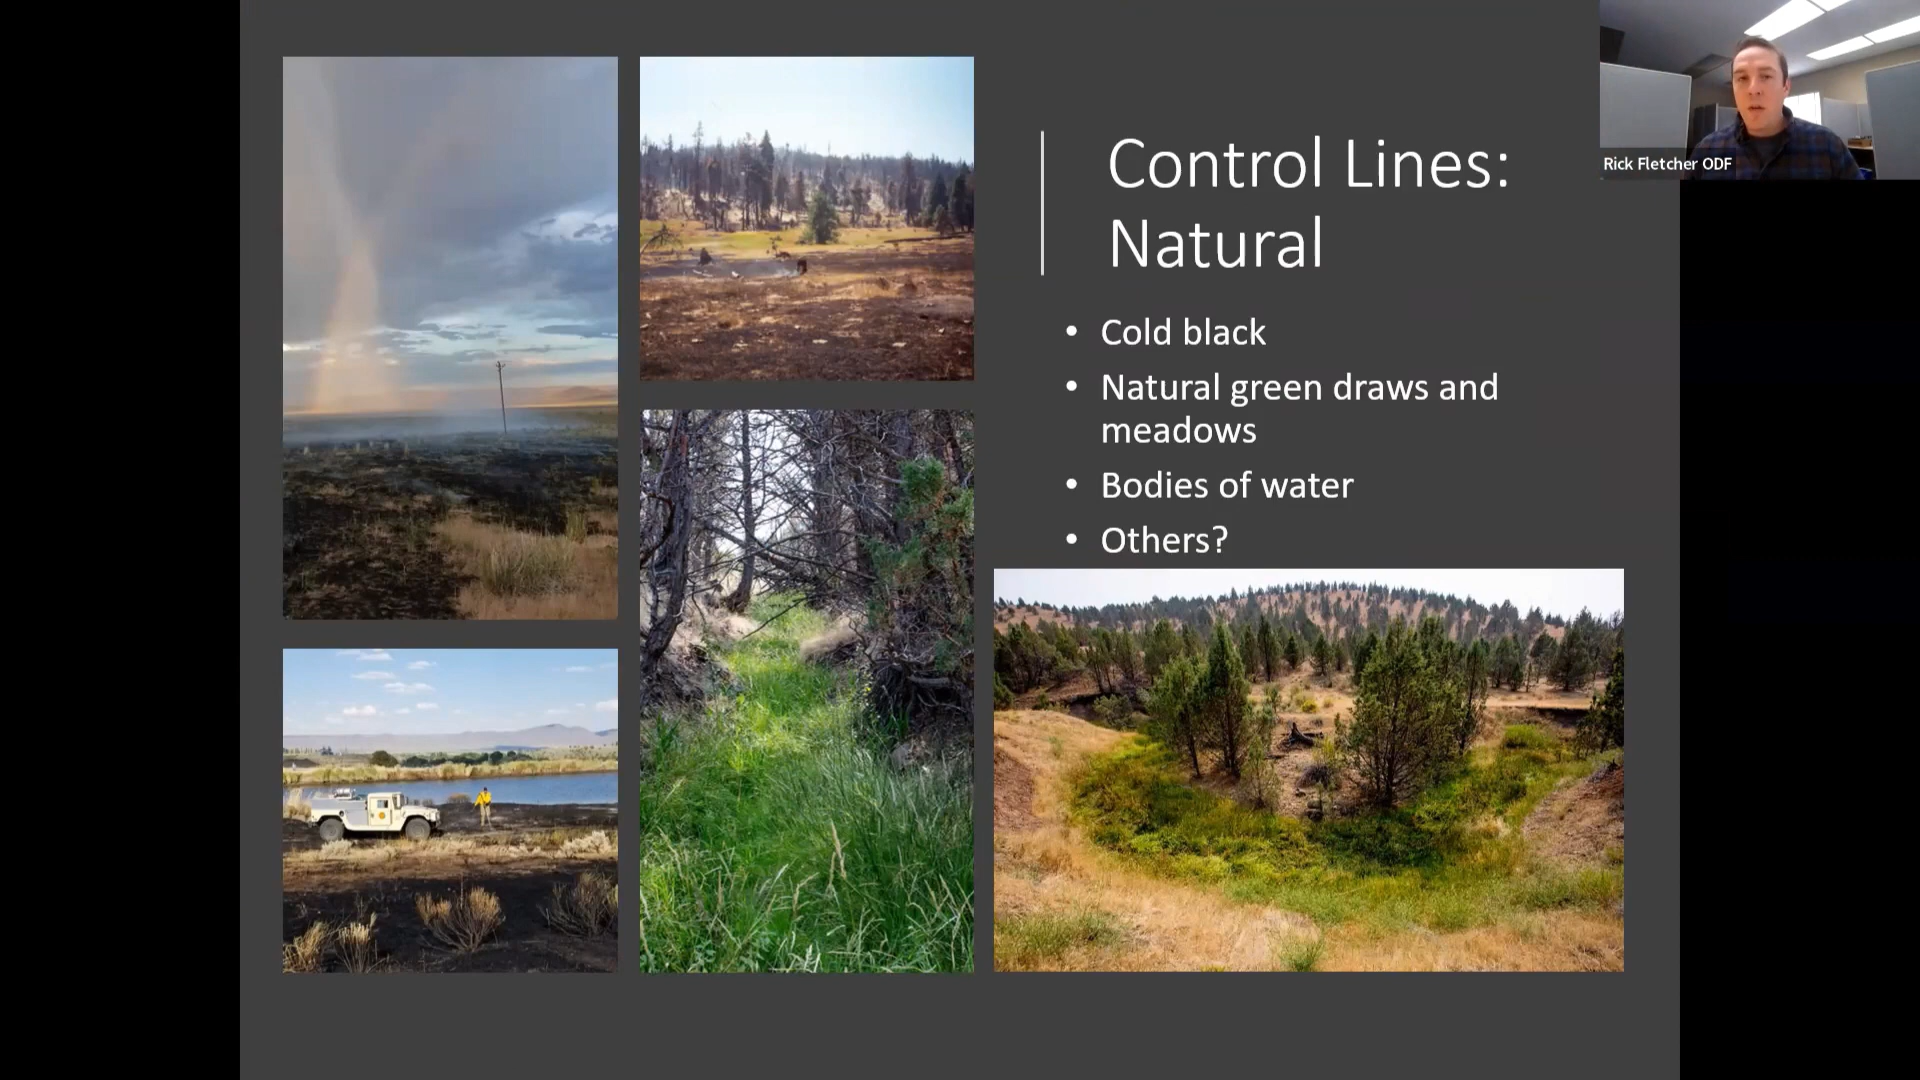 Control Lines:
Natural
• Cold black
• Natural green draws and
meadows
• Bodies of water
• Others?
Rick Fletcher ODF